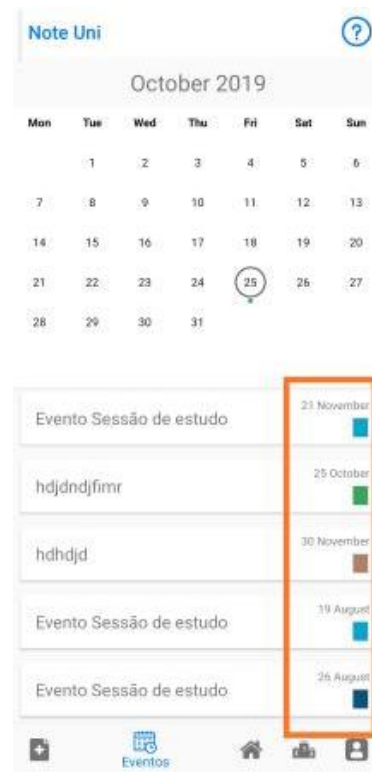 Note Uni
?
October 2019
Mon Tue Wed Thu Fri Sat Sun
1 2 3 4 5 6
7 8 9 10 11 12 13
14 15 16 17 18 19 20
21 22 23 24 25 26 27
28 29 30 31
21 November
Evento Sessão de estudo
25 October
hdjdndjfimr
30 November
hdhdjd
19 August
Evento Sessão de estudo
26 August
Evento Sessão de estudo
Eventos